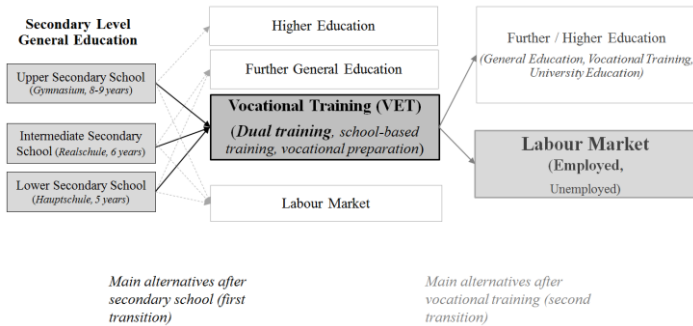 Secondary Level
General Education
Upper Secondary School
(Gymnasium, 8-9 years)
Intermediate Secondary
School (Realschule, 6 years)
Lower Secondary School
(Hauptschule, 5 years)
Higher Education
Further General Education
Vocational Training (VET)
(Dual training, school-based
training, vocational preparation)
Labour Market
Further / Higher Education
(General Education, Vocational Training,
University Education)
Labour Market
(Employed,
Unemployed)
Main alternatives after
secondary school (first
transition)
Main alternatives after
vocational training (second
transition)